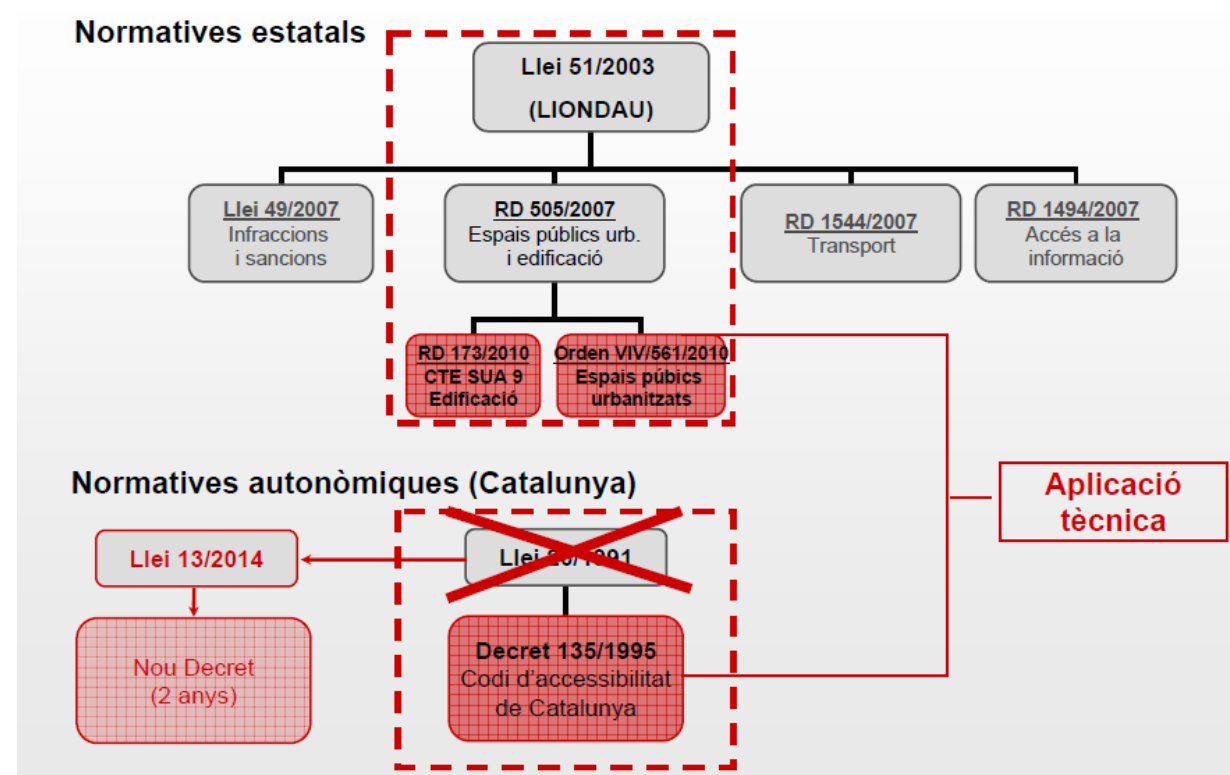 Normatives estatals
Llei 51/2003
(LIONDAU)
Llei 49/2007
Infraccions
i sancions
RD 505/2007
Espais públics urb.
i edificació
RD 1544/2007
Transport
RD 1494/2007
Accés a la
informació
RD 173/2010
CTE SUA 9
Edificació
Orden VIV/561/2010
Espais púbics
urbanitzats
Normatives autonòmiques (Catalunya)
Aplicació
tècnica
Llei 13/2014
Llei 20/1991
Nou Decret
(2 anys)
Decret 135/1995
Codi d'accessibilitat
de Catalunya